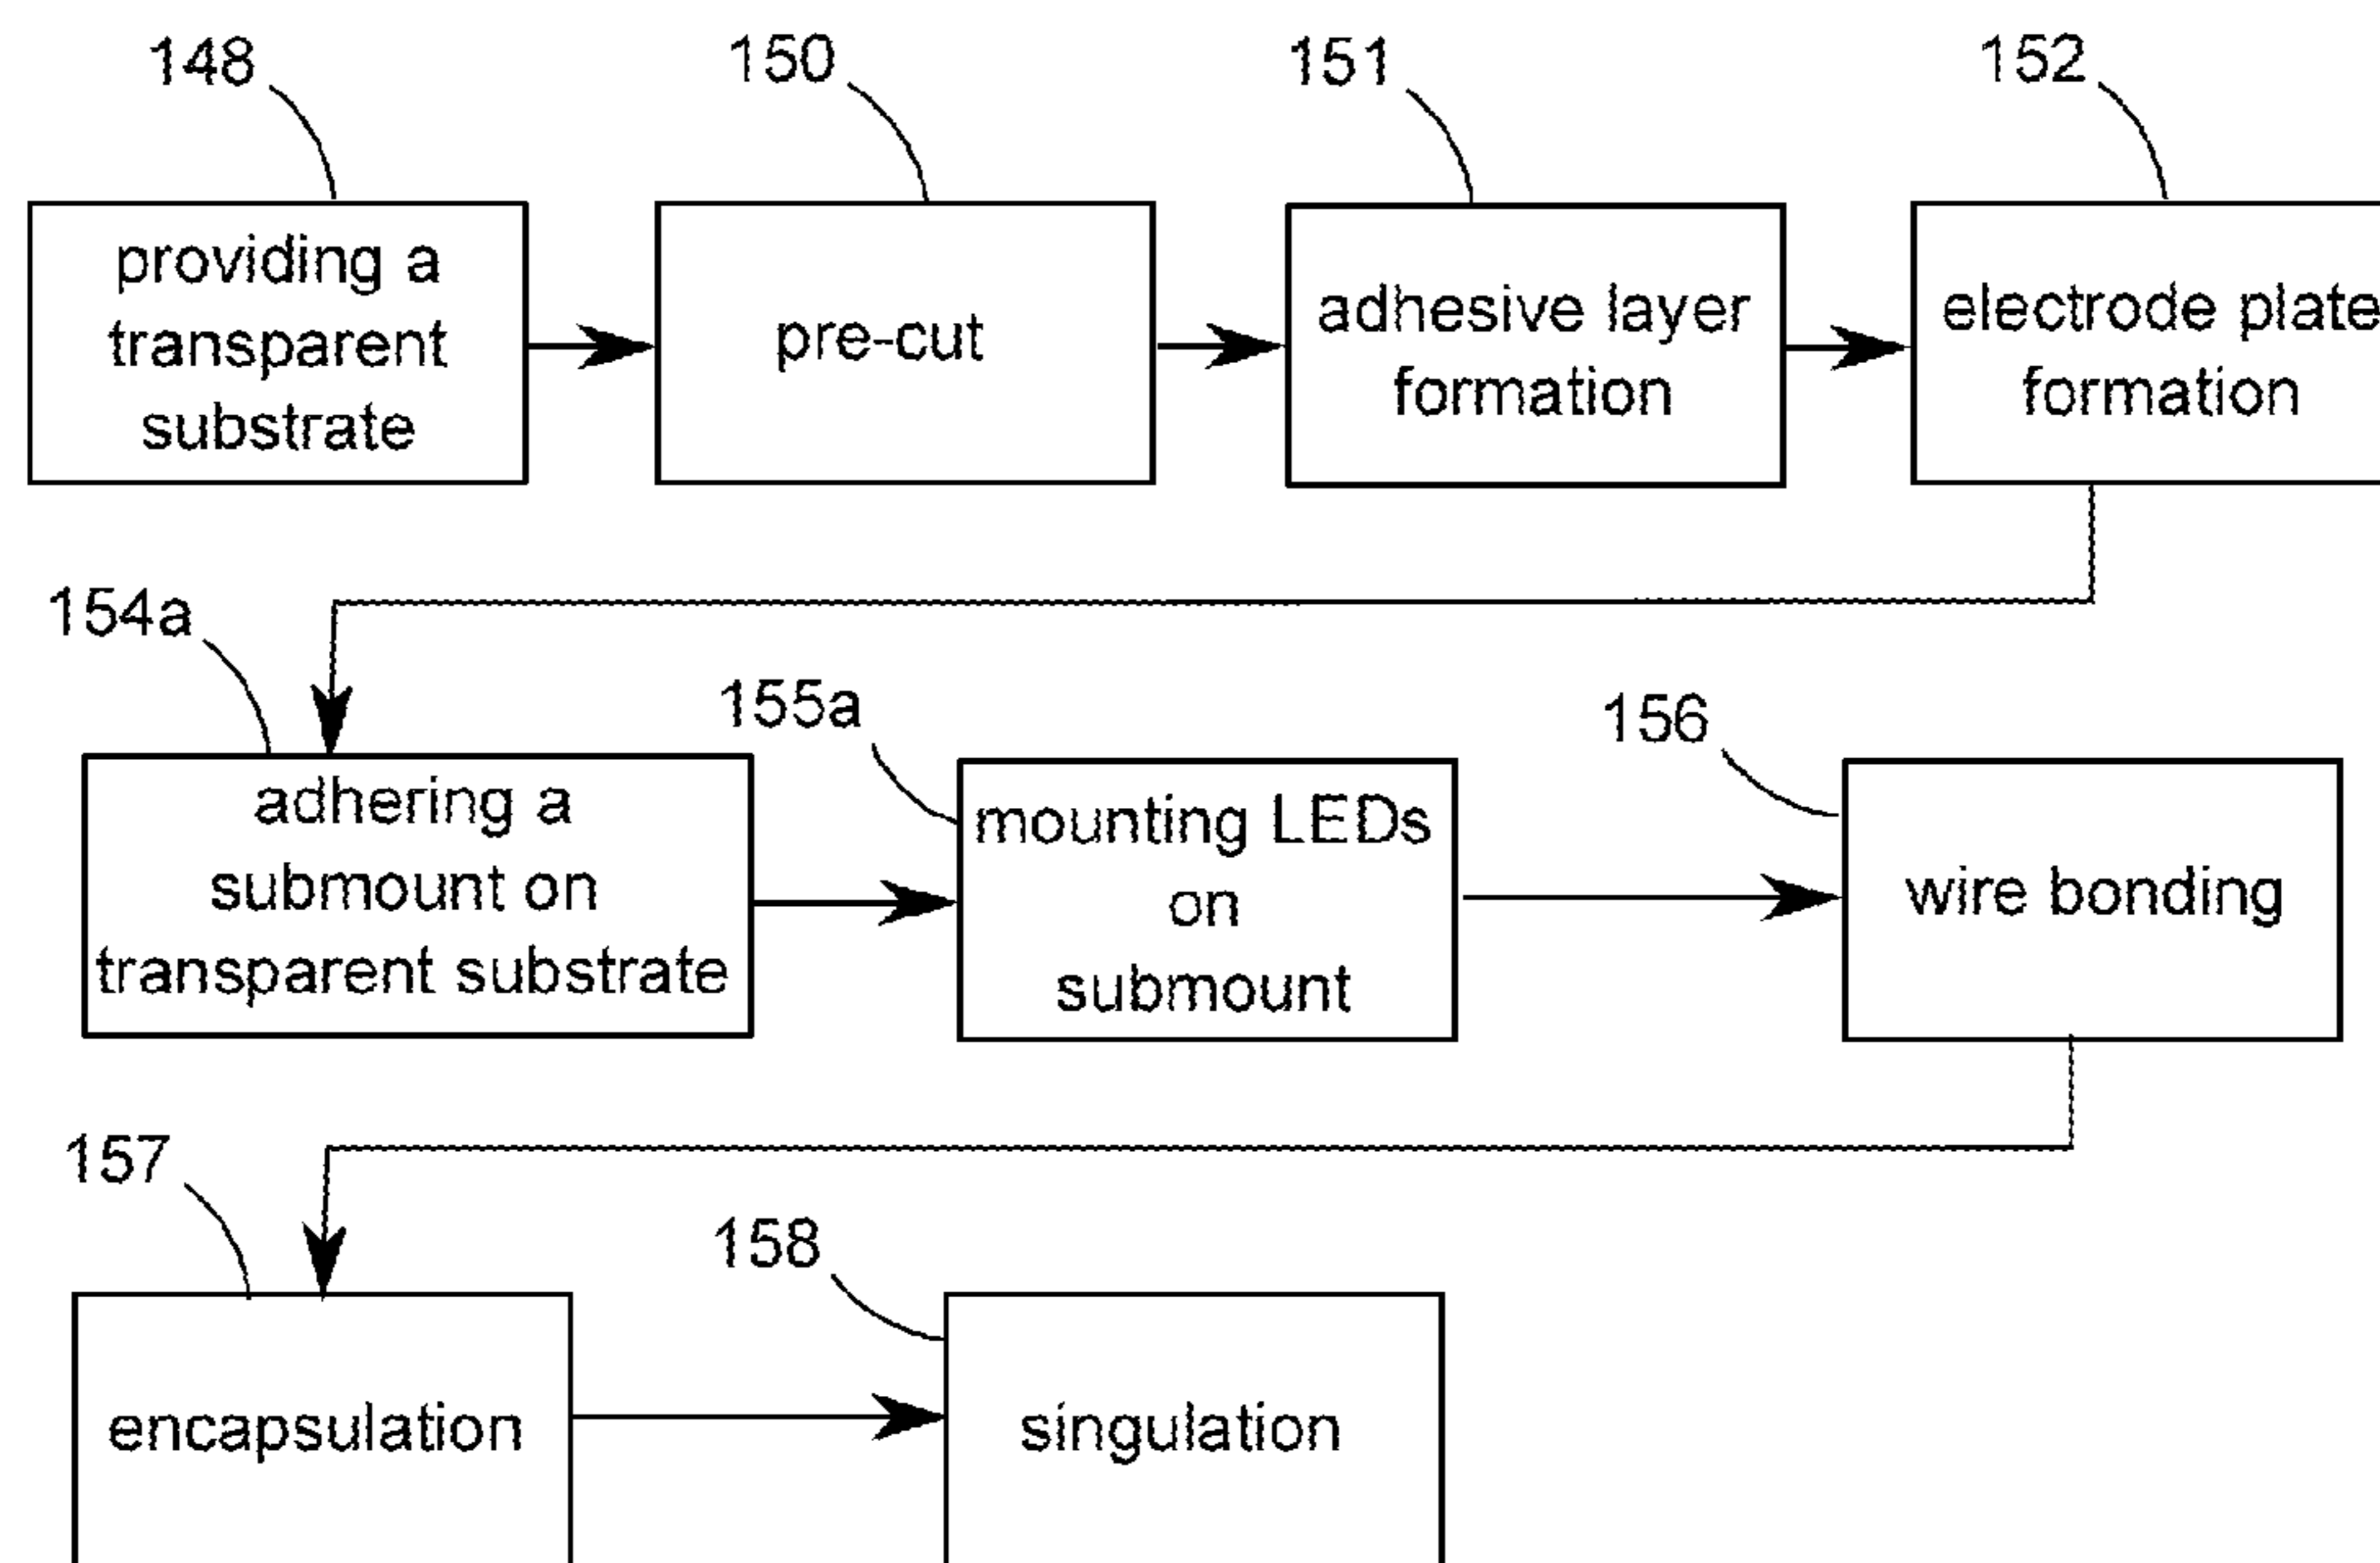 148
150
151
152
providing a
transparent
substrate
pre-cut
adhesive layer
formation
electrode plate
formation
154a
155a
156
adhering a
submount on
transparent substrate
mounting LEDs
on
submount
wire bonding
157
158
encapsulation
singulation